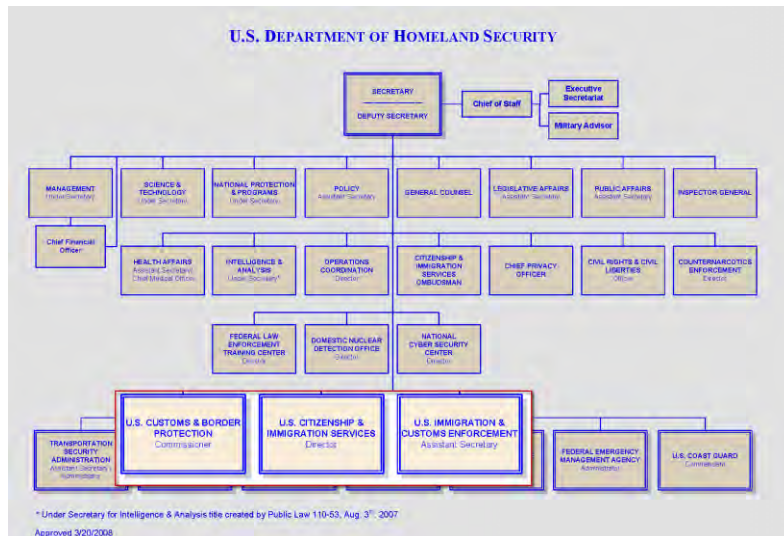 U.S. DEPARTMENT OF HOMELAND SECURITY
SECRETARY
DEPUTY SECRETARY
Chief of Staff
Executive
Secretariat
Military Advisor
MANAGEMENT
Under Secretary
SCIENCE &
TECHNOLOGY
Under Secretary
NATIONAL PROTECTION
& PROGRAMS
Under Secretary
POLICY
Assistant Secretary
GENERAL COUNSEL
LEGISLATIVE AFFAIRS
Assistant Secretary
PUBLIC AFFAIRS
Assistant Secretary
INSPECTOR GENERAL
Chief Financial
Officer
HEALTH AFFAIRS
Assistant Secretary/
Chief Medical Officer
INTELLIGENCE &
ANALYSIS
Under Secretary*
OPERATIONS
COORDINATION
Director
CITIZENSHIP &
IMMIGRATION
SERVICES
OMBUDSMAN
CHIEF PRIVACY
OFFICER
CIVIL RIGHTS & CIVIL
LIBERTIES
Officer
COUNTERNARCOTICS
ENFORCEMENT
Director
FEDERAL LAW
ENFORCEMENT
TRAINING CENTER
Director
DOMESTIC NUCLEAR
DETECTION OFFICE
Director
NATIONAL
CYBER SECURITY
CENTER
Director
TRANSPORTATION
SECURITY
ADMINISTRATION
Assistant Secretary/
Administrator
U.S. CUSTOMS & BORDER
PROTECTION
Commissioner
U.S. CITIZENSHIP &
IMMIGRATION SERVICES
Director
U.S. IMMIGRATION &
CUSTOMS ENFORCEMENT
Assistant Secretary
FEDERAL EMERGENCY
MANAGEMENT AGENCY
Administrator
U.S. COAST GUARD
Commandant
* Under Secretary for Intelligence & Analysis title created by Public Law 110-53, Aug. 3rd, 2007
Approved 3/20/2008